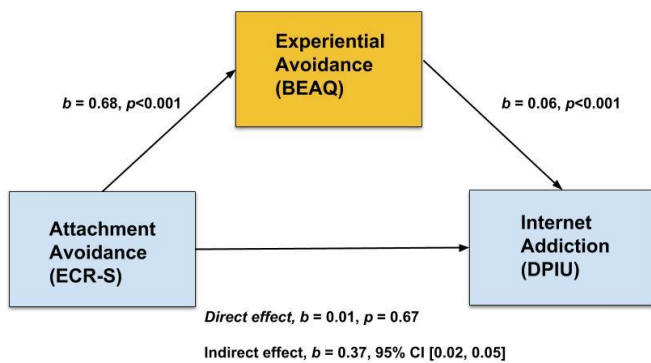 Experiential
Avoidance
(BEAQ)
b = 0.68, p<0.001
b = 0.06, p<0.001
Attachment
Avoidance
(ECR-S)
Internet
Addiction
(DPIU)
Direct effect, b = 0.01, p = 0.67
Indirect effect, b = 0.37, 95% CI [0.02, 0.05]